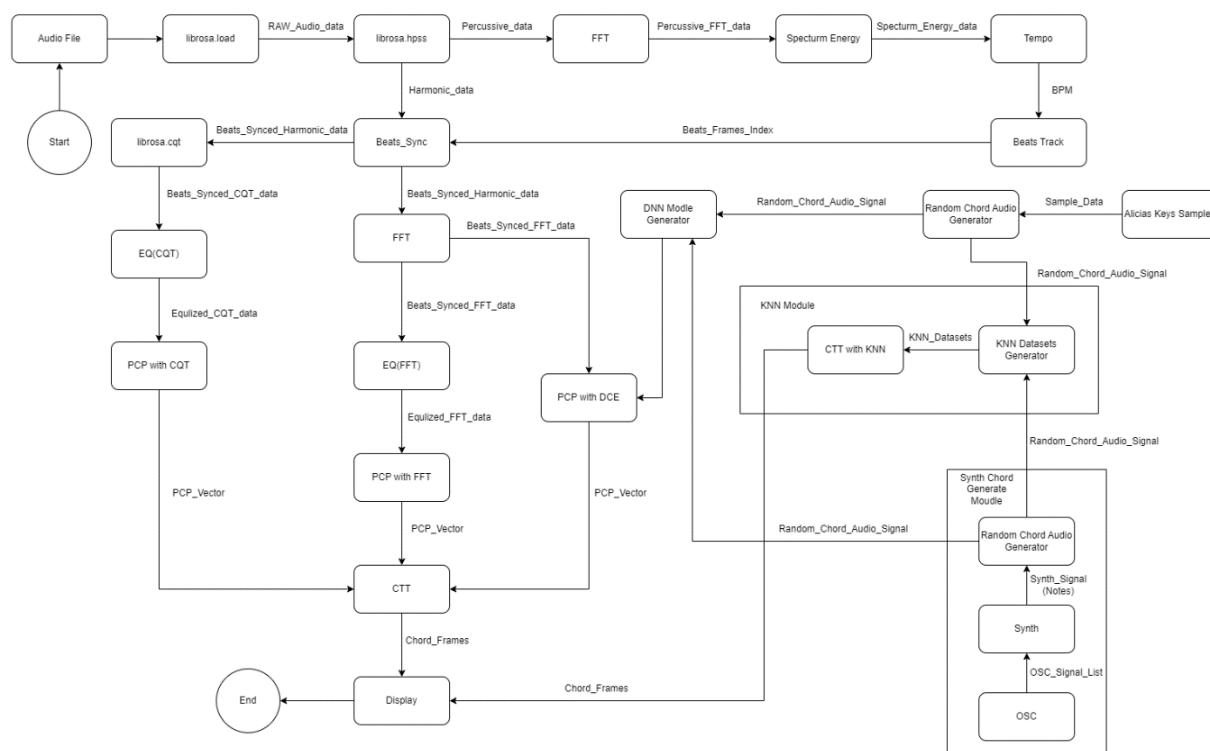 RAW_Audio_data
Percussive_data
Percussive_FFT_data
Specturm_Energy_data
Audio File
librosa.load
librosa.hpss
FFT
Specturm Energy
Tempo
Harmonic_data
BPM
Beats_Synced_Harmonic_data
Beats_Frames_Index
Start
librosa.cqt
Beats_Sync
Beats Track
Beats_Synced_CQT_data
Beats_Synced_Harmonic_data
DNN Modle
Generator
Random_Chord_Audio_Signal
Random Chord Audio
Generator
Sample_Data
Alicias Keys Sample
FFT
Beats_Synced_FFT_data
EQ(CQT)
Random_Chord_Audio_Signal
Equlized_CQT_data
Beats_Synced_FFT_data
KNN Module
PCP with CQT
EQ(FFT)
CTT with KNN
KNN_Datasets
KNN Datasets
Generator
PCP with DCE
Equlized_FFT_data
Random_Chord_Audio_Signal
PCP with FFT
Synth Chord
Generate
Moudle
PCP_Vector
PCP_Vector
PCP_Vector
Random_Chord_Audio_Signal
Random Chord Audio
Generator
CTT
Synth_Signal
(Notes)
Synth
Chord_Frames
OSC_Signal_List
End
Display
Chord_Frames
OSC